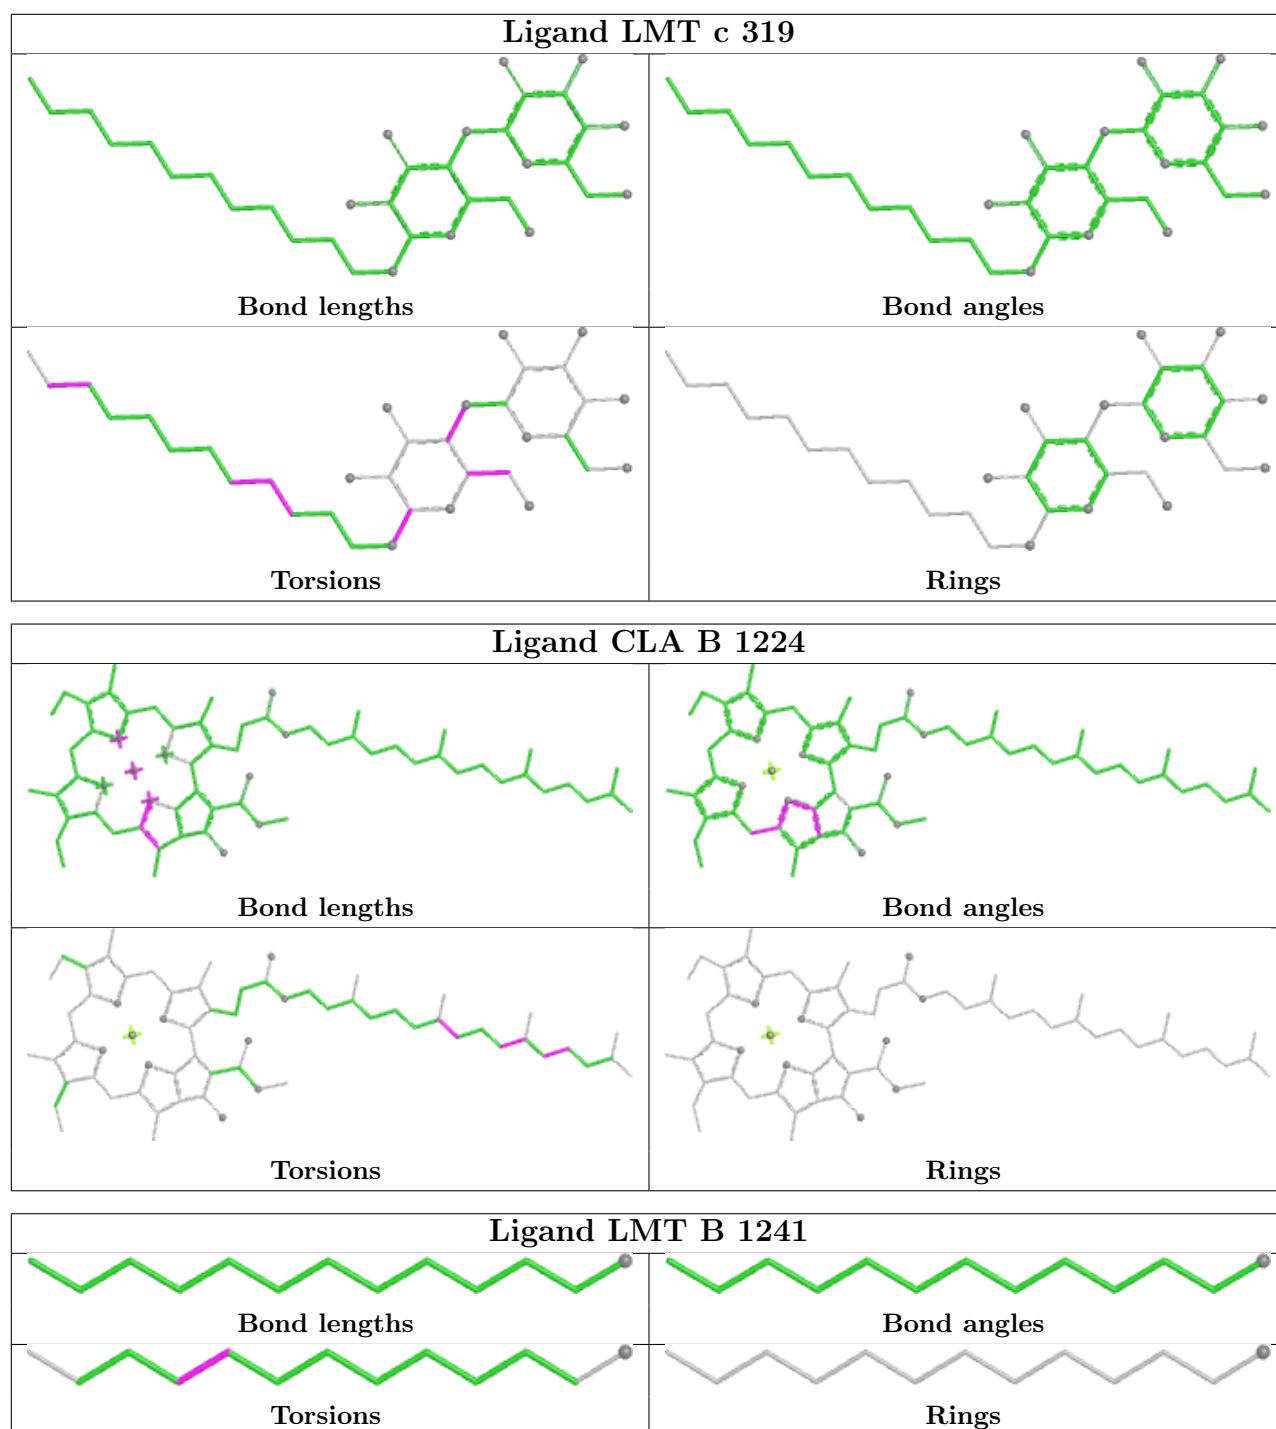 Ligand LMT c 319
Bond lengths
Bond angles
Torsions
Rings
Ligand CLA B 1224
Bond lengths
Bond angles
Torsions
Rings
Ligand LMT B 1241
Bond lengths
Bond angles
Torsions
Rings